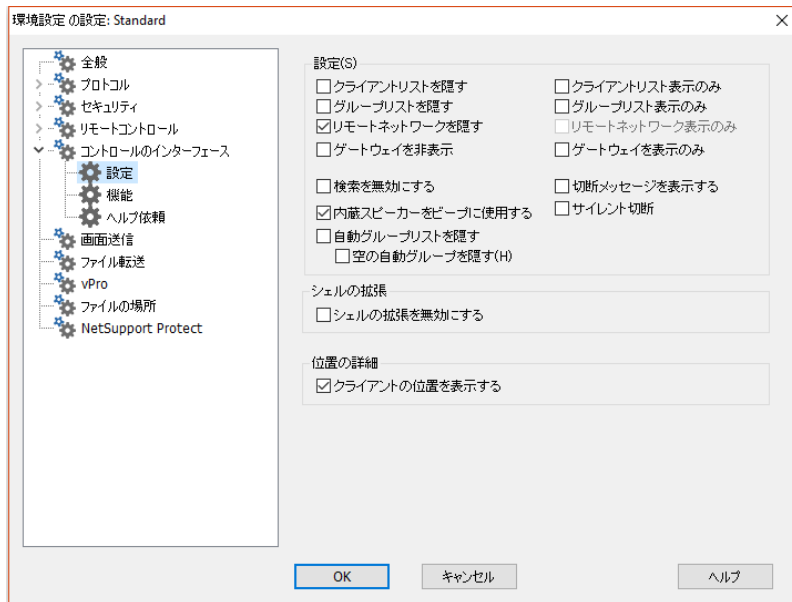 環境設定 の設定: Standard
全般
プロトコル
セキュリティ
リモートコントロール
コントロールのインターフェース
設定
機能
ヘルプ依頼
画面送信
ファイル転送
vPro
ファイルの場所
NetSupport Protect
設定(S)
クライアントリストを隠す
クライアントリスト表示のみ
グループリストを隠す
グループリスト表示のみ
リモートネットワークを隠す
リモートネットワーク表示のみ
ゲートウェイを非表示
ゲートウェイを表示のみ
検索を無効にする
切断メッセージを表示する
内蔵スピーカーをビープに使用する
サイレント切断
自動グループリストを隠す
空の自動グループを隠す(H)
シェルの拡張
シェルの拡張を無効にする
位置の詳細
クライアントの位置を表示する
OK
キャンセル
ヘルプ